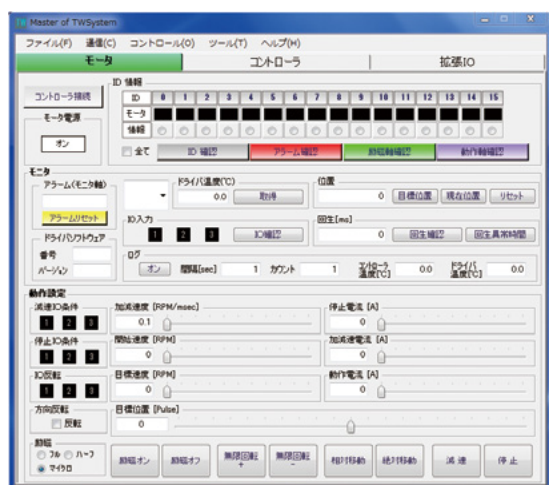 Master of TWSystem
ファイル(F) 通信(C) コントロール(O) ツール(T) ヘルプ(H)
モータ コントローラ 拡張IO
コントローラ接続
モータ電源
オン
ID 情報
ID 0 1 2 3 4 5 6 7 8 9 10 11 12 13 14 15
モータ
情報
全て ID 確認 アラーム確認 励磁軸確認 動作軸確認
モニタ
アラーム(モニタ軸)
アラームリセット
ドライバソフトウェア
番号
バージョン
ドライバ温度(℃)
0.0 取得
位置
0 目標位置 現在位置 リセット
IO入力
1 2 3 IO確認
回生[ms]
0 回生確認 回生異常時間
ログ
オン 間隔[sec] 1 カウント 1 コントローラ温度[℃] 0.0 ドライバ温度[℃] 0.0
動作設定
減速IO条件
1 2 3
停止IO条件
1 2 3
IO反転
1 2 3
方向反転
反転
励磁
フル ハーフ
マイクロ
加減速度 [RPM/msec]
0.1
開始速度 [RPM]
0
目標速度 [RPM]
0
目標位置 [Pulse]
0
停止電流 [A]
0
加減速電流 [A]
0
動作電流 [A]
0
励磁オン 励磁オフ 無限回転+ 無限回転- 相対移動 絶対移動 減速 停止